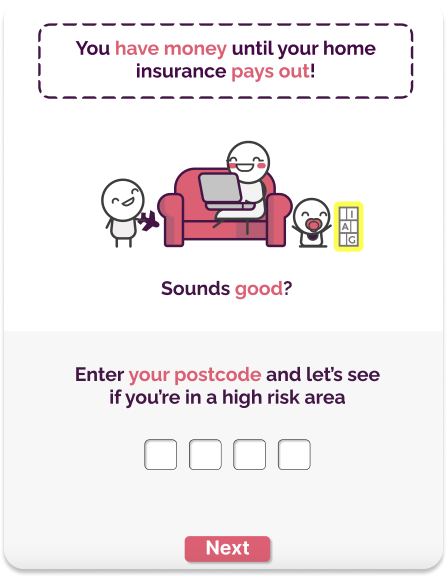 You have money until your home
insurance pays out!
I
A
G
Sounds good?
Enter your postcode and let's see
if you're in a high risk area
Next